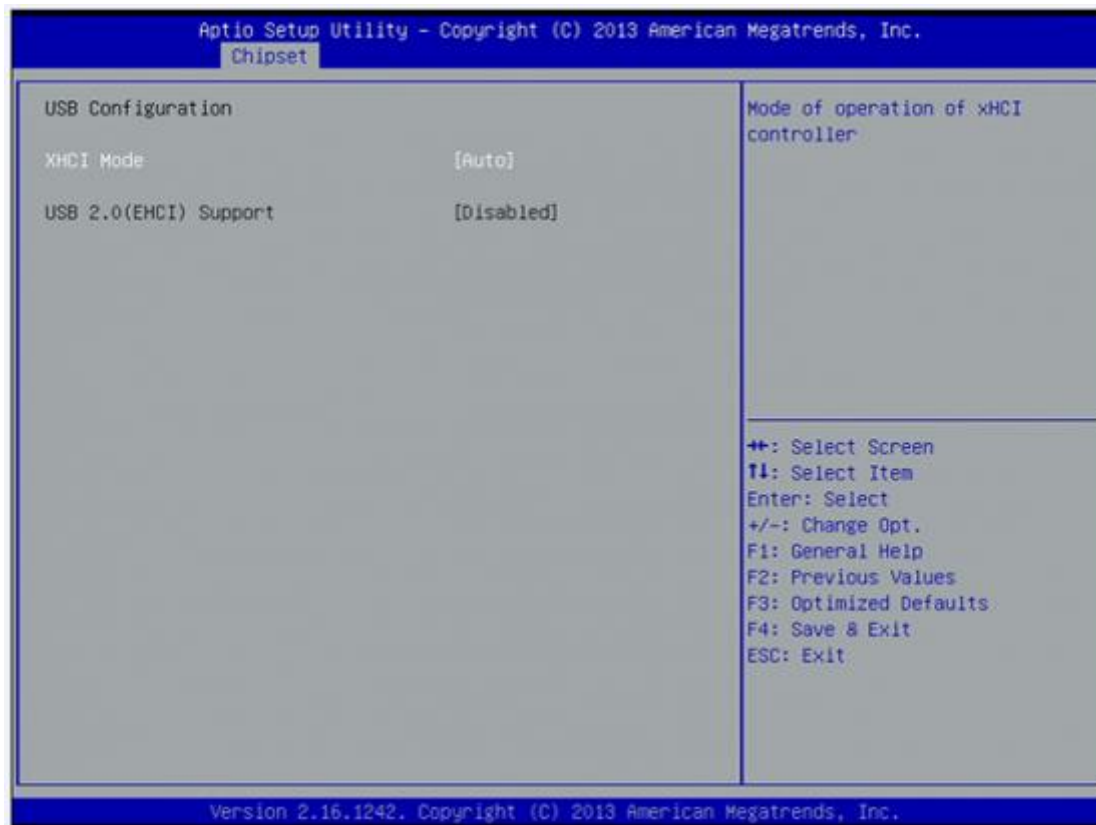 Aptio Setup Utility – Copyright (C) 2013 American Megatrends, Inc.
Chipset
USB Configuration
XHCI Mode [Auto]
USB 2.0(EHCI) Support [Disabled]
Mode of operation of xHCI
controller
→←: Select Screen
↑↓: Select Item
Enter: Select
+/-: Change Opt.
F1: General Help
F2: Previous Values
F3: Optimized Defaults
F4: Save & Exit
ESC: Exit
Version 2.16.1242. Copyright (C) 2013 American Megatrends, Inc.